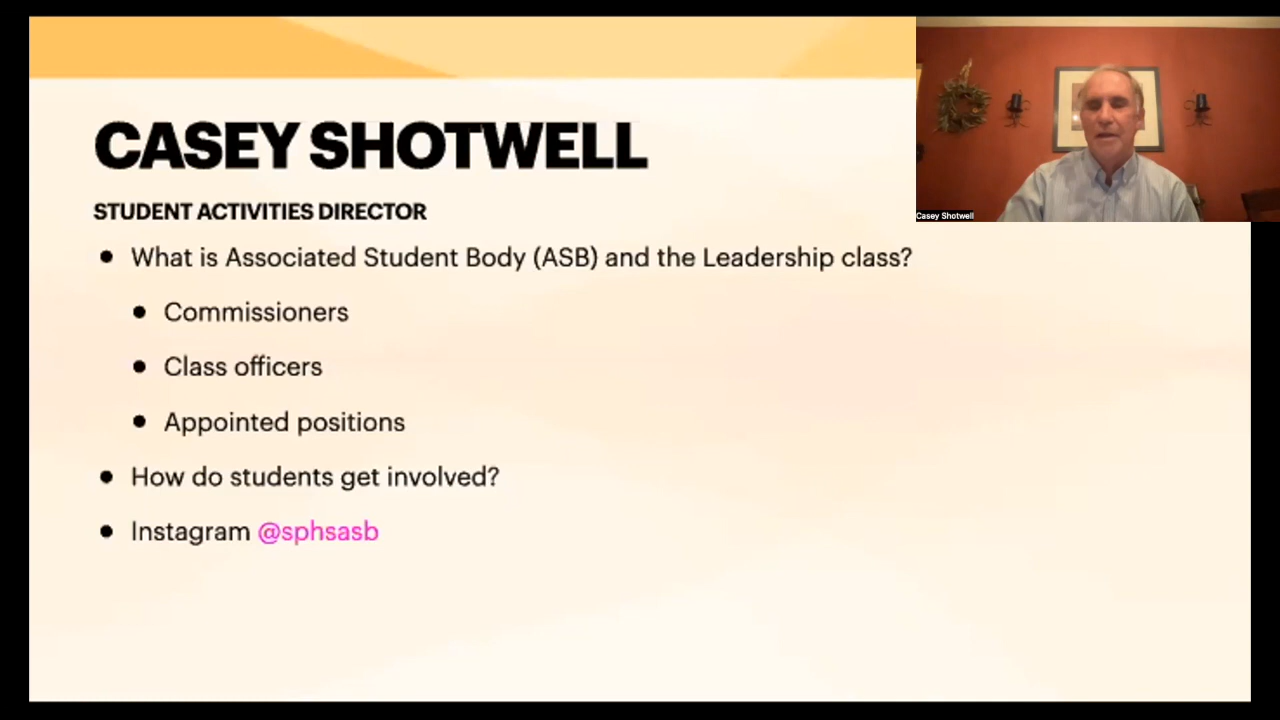 CASEY SHOTWELL
STUDENT ACTIVITIES DIRECTOR
• What is Associated Student Body (ASB) and the Leadership class?
• Commissioners
• Class officers
• Appointed positions
• How do students get involved?
• Instagram @sphsasb
Casey Shotwell